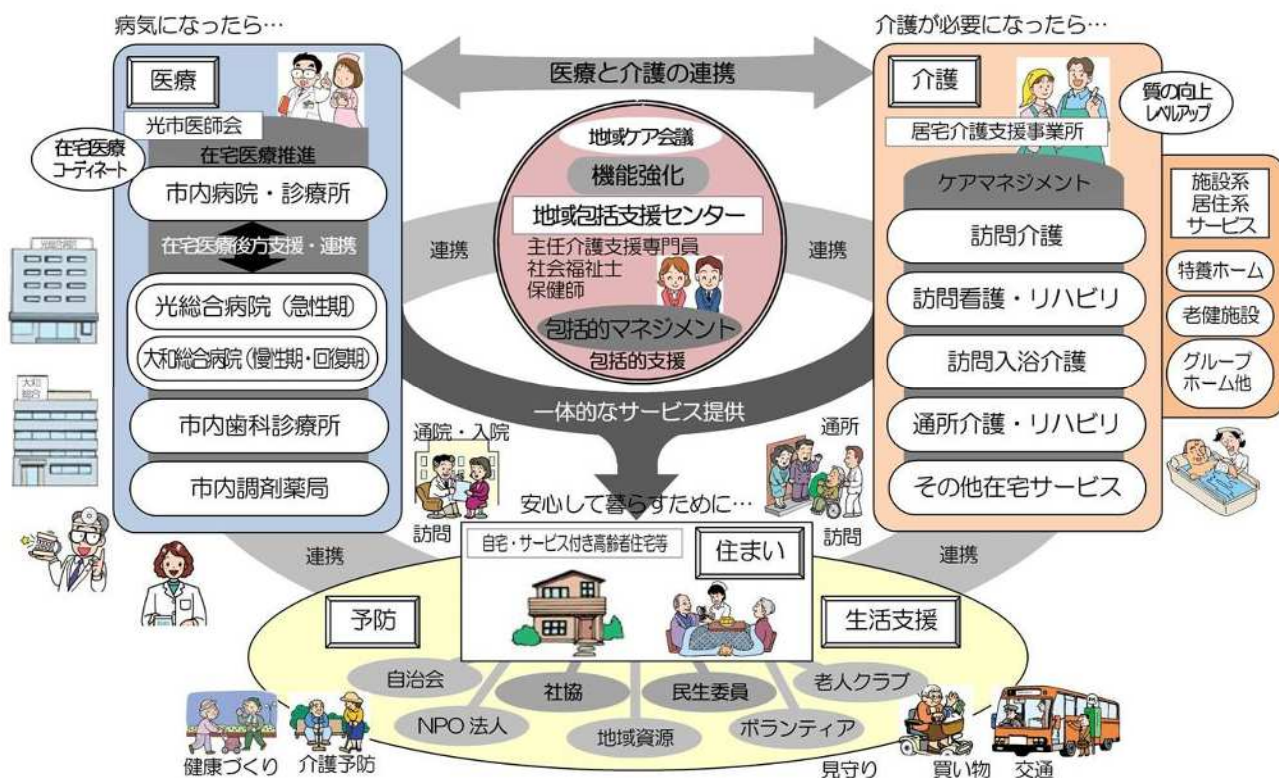 病気になったら…
介護が必要になったら…
医療と介護の連携
医療
光市医師会
在宅医療
コーディネート
在宅医療推進
市内病院・診療所
在宅医療後方支援・連携
光総合病院（急性期）
大和総合病院（慢性期・回復期）
市内歯科診療所
市内調剤薬局
光総合病院
大和
総合
連携
地域ケア会議
機能強化
地域包括支援センター
主任介護支援専門員
社会福祉士
保健師
包括的マネジメント
包括的支援
連携
介護
質の向上
レベルアップ
居宅介護支援事業所
ケアマネジメント
訪問介護
訪問看護・リハビリ
訪問入浴介護
通所介護・リハビリ
その他在宅サービス
施設系
居住系
サービス
特養ホーム
老健施設
グループ
ホーム他
一体的なサービス提供
通院・入院
訪問
通所
訪問
安心して暮らすために…
自宅・サービス付き高齢者住宅等
住まい
連携
連携
予防
生活支援
自治会
社協
民生委員
老人クラブ
NPO 法人
地域資源
ボランティア
健康づくり
介護予防
見守り
買い物
交通